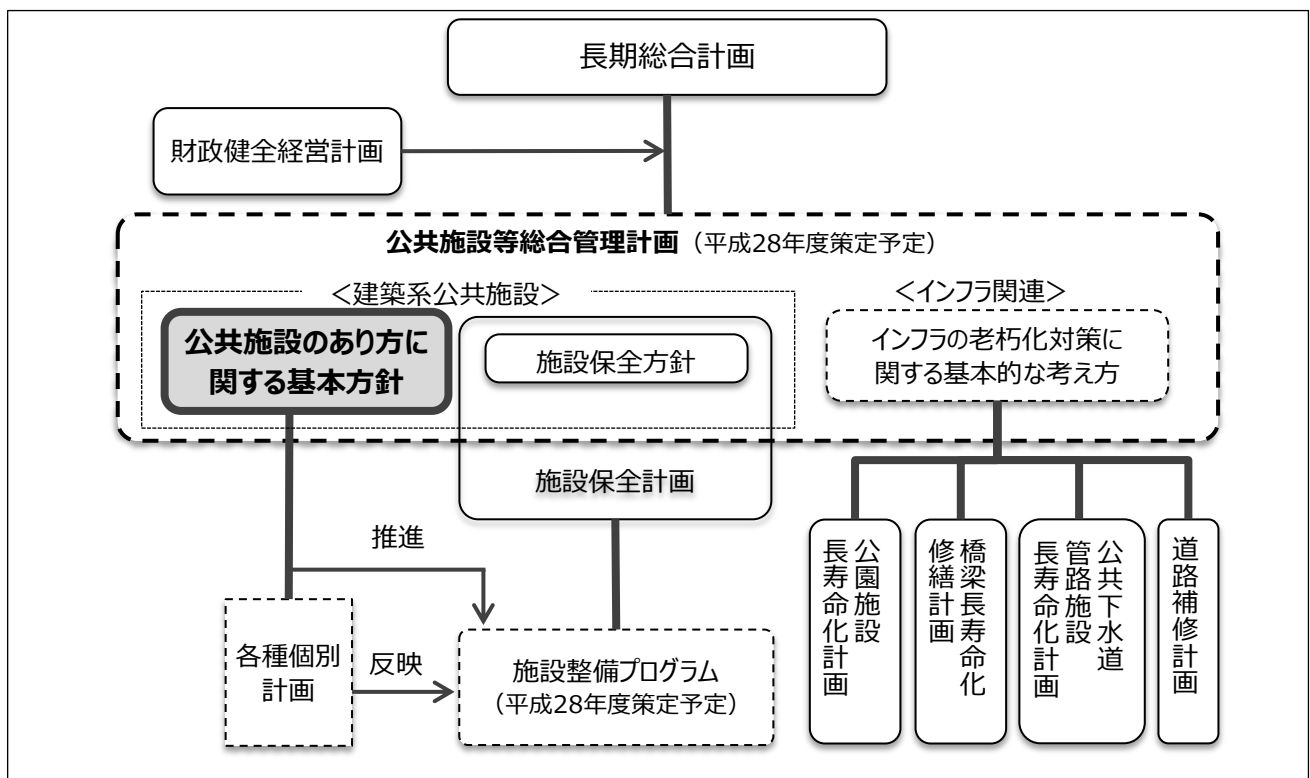 長期総合計画
財政健全経営計画
公共施設等総合管理計画（平成28年度策定予定）
＜建築系公共施設＞
＜インフラ関連＞
公共施設のあり方に
関する基本方針
施設保全方針
インフラの老朽化対策に
関する基本的な考え方
施設保全計画
推進
各種個別
計画
反映
施設整備プログラム
（平成28年度策定予定）
公園施設
長寿命化計画
橋梁長寿命化
修繕計画
公共下水道
管路施設
長寿命化計画
道路補修計画